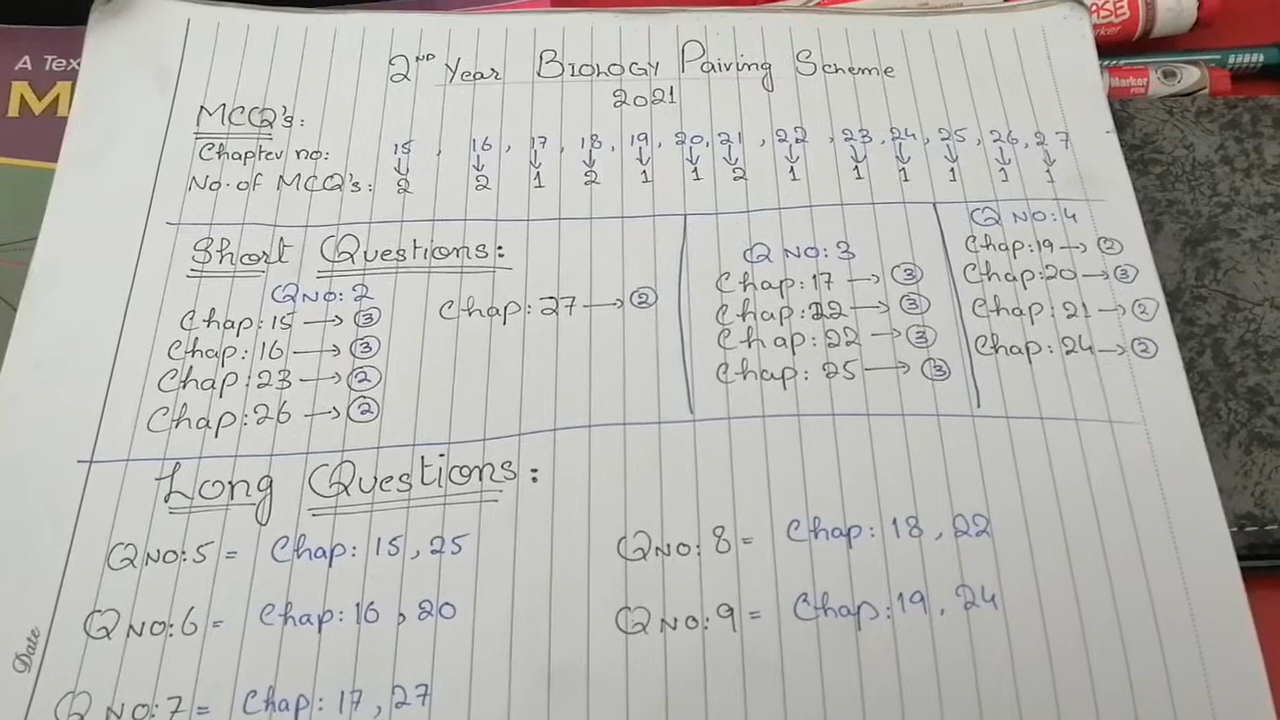 A Tex
M
ASE
rker
Marker
PEN
2ND Year BIOLOGY Pairing Scheme
2021
MCQ's:
Chapter no: 15, 16, 17, 18, 19, 20, 21, 22, 23, 24, 25, 26, 27
↓ ↓ ↓ ↓ ↓ ↓ ↓ ↓ ↓ ↓ ↓ ↓ ↓
No. of MCQ's: 2 2 1 2 1 1 2 1 1 1 1 1 1
Short Questions:
Q NO: 2
Chap: 15 → 3
Chap: 16 → 3
Chap: 23 → 2
Chap: 26 → 2
Chap: 27 → 2
Q NO: 3
Chap: 17 → 3
Chap: 22 → 3
Chap: 22 → 3
Chap: 25 → 3
Q NO: 4
Chap: 19 → 2
Chap: 20 → 3
Chap: 21 → 2
Chap: 24 → 2
Long Questions:
Q NO: 5 = Chap: 15, 25
Q NO: 6 = Chap: 16, 20
Q NO: 7 = Chap: 17, 27
Q NO: 8 = Chap: 18, 22
Q NO: 9 = Chap: 19, 24
Date